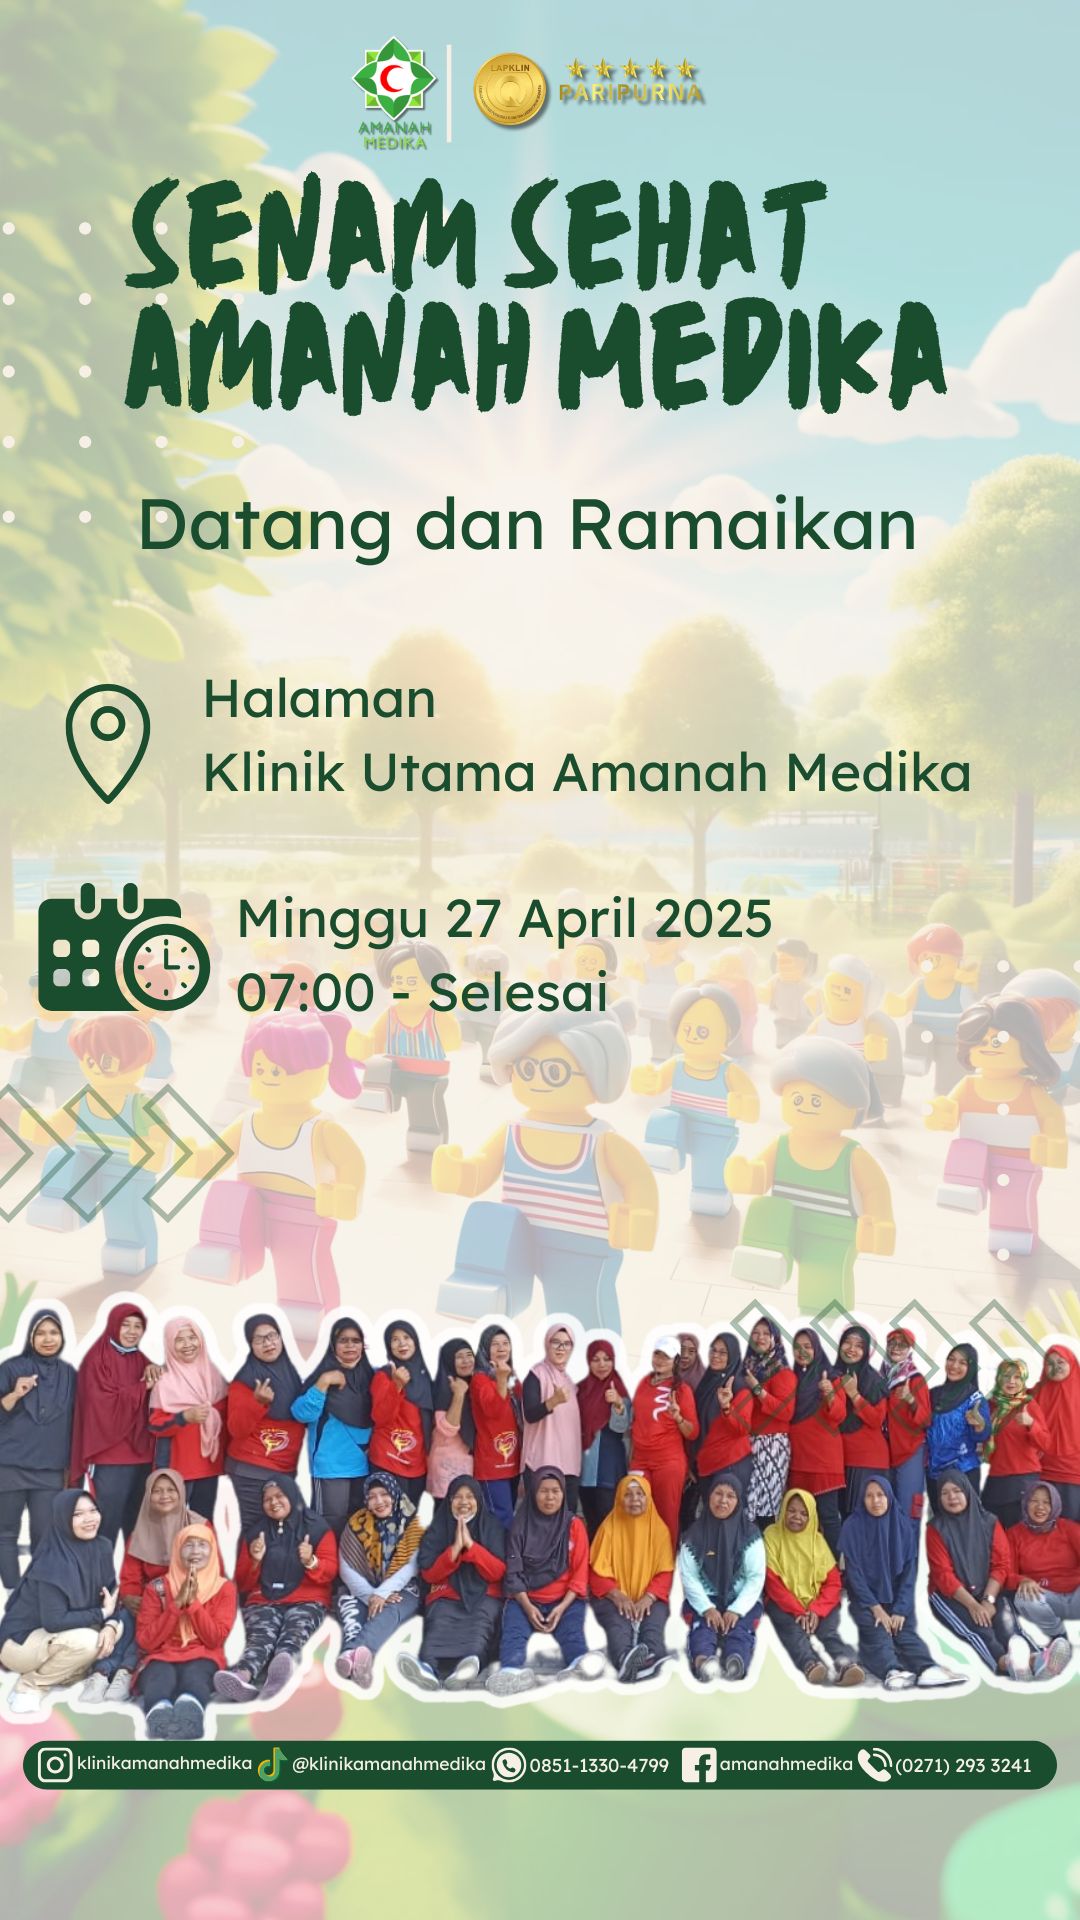 AMANAH
MEDIKA
LAPKLIN
PARIPURNA
SENAM SEHAT
AMANAH MEDIKA
Datang dan Ramaikan
Halaman
Klinik Utama Amanah Medika
Minggu 27 April 2025
07:00 - Selesai
klinikamanahmedika @klinikamanahmedika 0851-1330-4799 amanahmedika (0271) 293 3241